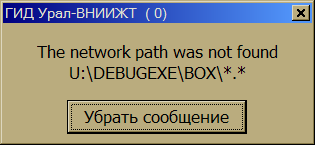 ГИД Урал-ВНИИЖТ ( 0)
The network path was not found
U:\DEBUGEXE\BOX\*.*
Убрать сообщение